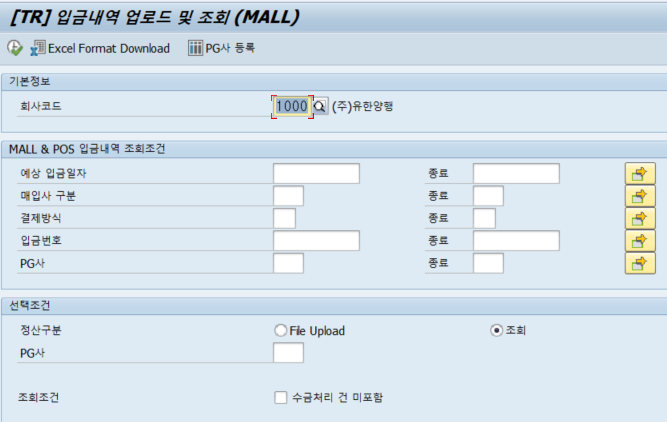 [TR] 입금내역 업로드 및 조회 (MALL)
Excel Format Download PG사 등록
기본정보
회사코드 1000 (주)유한양행
MALL & POS 입금내역 조회조건
예상 입금일자 종료
매입사 구분 종료
결제방식 종료
입금번호 종료
PG사 종료
선택조건
정산구분 File Upload 조회
PG사
조회조건 수금처리 건 미포함